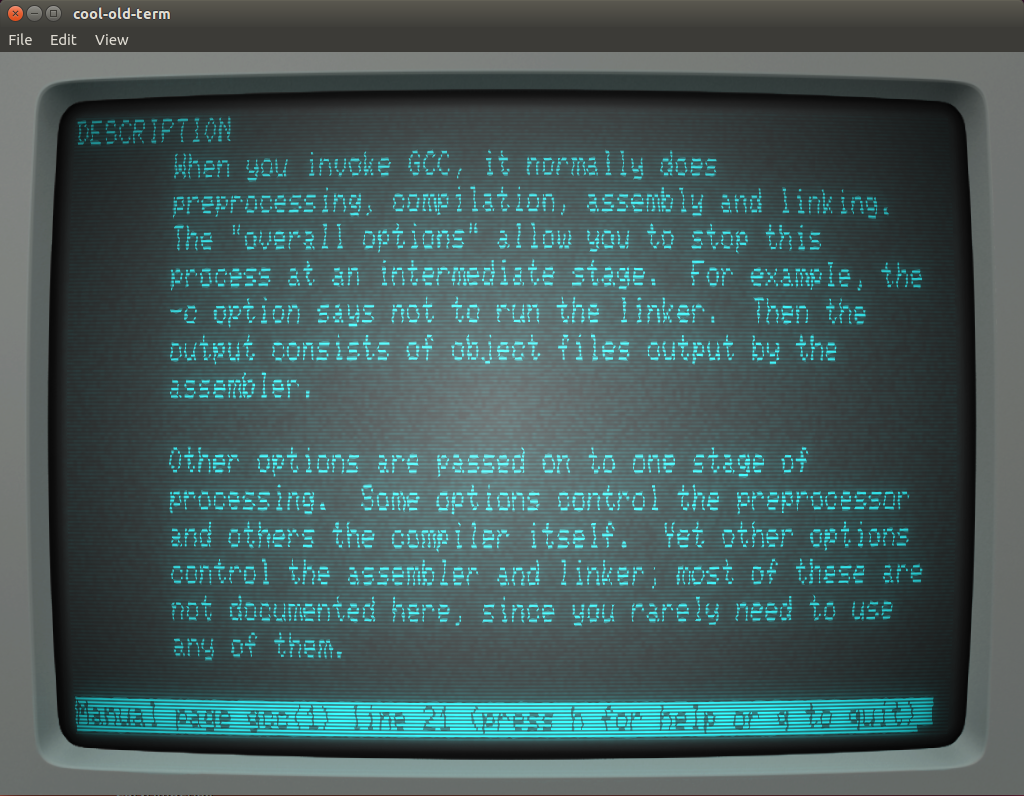 cool-old-term
File Edit View
DESCRIPTION
When you invoke GCC, it normally does
preprocessing, compilation, assembly and linking.
The "overall options" allow you to stop this
process at an intermediate stage.  For example, the
-c option says not to run the linker.  Then the
output consists of object files output by the
assembler.
Other options are passed on to one stage of
processing.  Some options control the preprocessor
and others the compiler itself.  Yet other options
control the assembler and linker; most of these are
not documented here, since you rarely need to use
any of them.
Manual page gcc(1) line 21 (press h for help or q to quit)